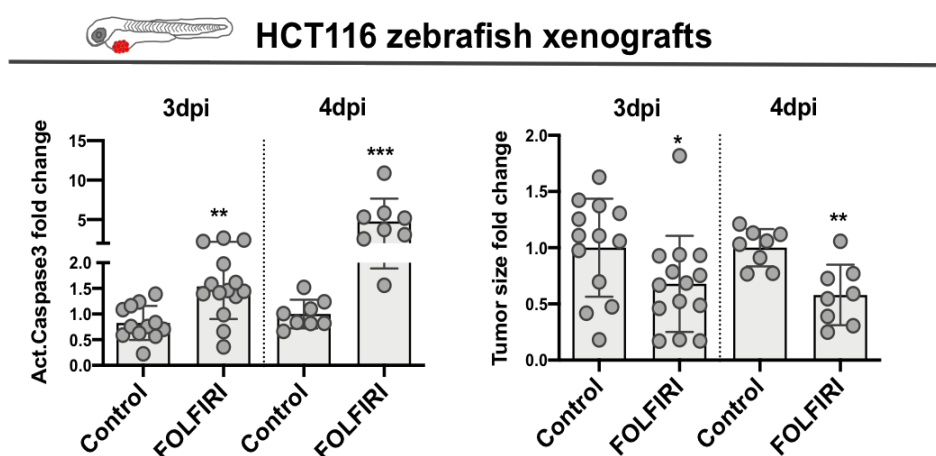 HCT116 zebrafish xenografts
3dpi 4dpi
Act.Caspase3 fold change
15
10
5
2.0
1.5
1.0
0.5
0.0
** ***
Control FOLFIRI Control FOLFIRI
3dpi 4dpi
Tumor size fold change
2.0
1.5
1.0
0.5
0.0
* **
Control FOLFIRI Control FOLFIRI